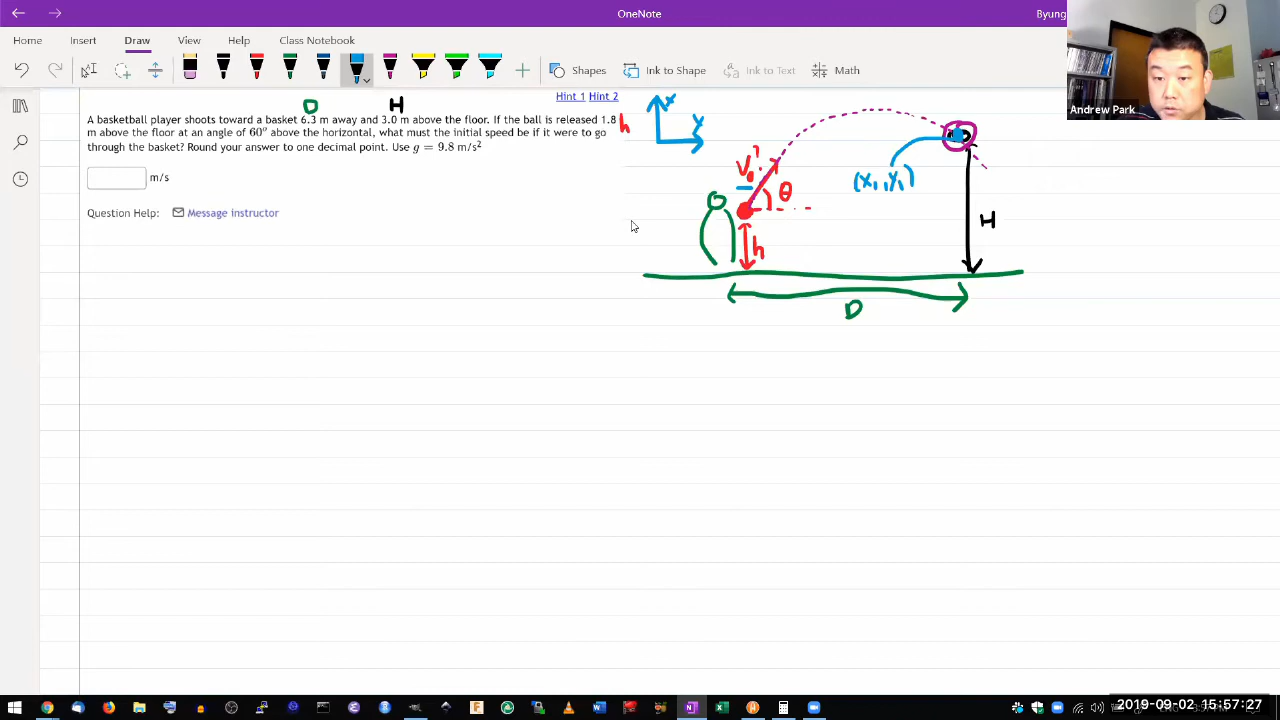 OneNote
Byung
Home Insert Draw View Help Class Notebook
Shapes Ink to Shape Ink to Text Math
Andrew Park
D H
Hint 1 Hint 2
A basketball player shoots toward a basket 6.3 m away and 3.0 m above the floor. If the ball is released 1.8
h
m above the floor at an angle of 60° above the horizontal, what must the initial speed be if it were to go
through the basket? Round your answer to one decimal point. Use g = 9.8 m/s²
m/s
Question Help: Message instructor
x
y
V₀?
θ
(x₁,y₁)
h
H
D
2019-09-02 15:57:27